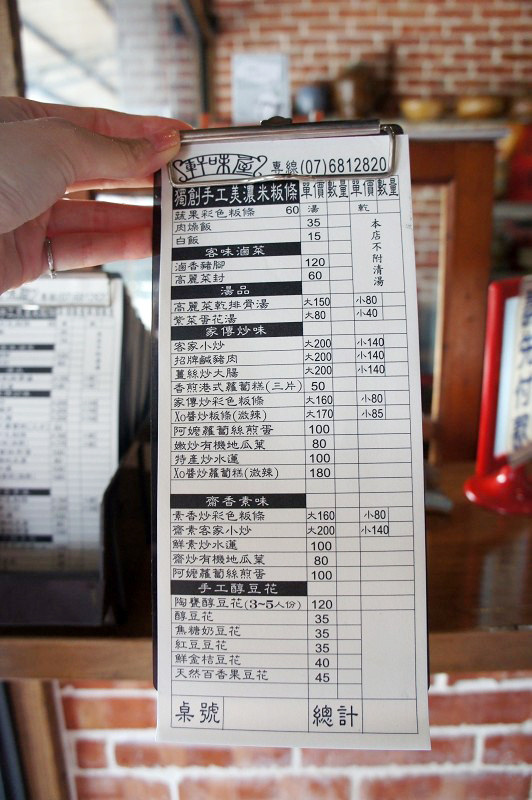 軒味屋 專線(07)6812820
獨創手工美濃米粄條 單價 數量 單價 數量
蔬果彩色粄條 60 湯 乾
肉燥飯 35
白飯 15
本店不附清湯
客味滷菜
滷香豬腳 120
高麗菜封 60
湯品
高麗菜乾排骨湯 大150 小80
紫菜蛋花湯 大80 小40
家傳炒味
客家小炒 大200 小140
招牌鹹豬肉 大200 小140
薑絲炒大腸 大200 小140
香煎港式蘿蔔糕(三片) 50
家傳炒彩色粄條 大160 小80
Xo醬炒粄條(微辣) 大170 小85
阿嬤蘿蔔絲煎蛋 100
嫩炒有機地瓜葉 80
特產炒水蓮 100
Xo醬炒蘿蔔糕(微辣) 180
齋香素味
素香炒彩色粄條 大160 小80
齋素客家小炒 大200 小140
鮮素炒水蓮 100
齋炒有機地瓜葉 80
阿嬤蘿蔔絲煎蛋 100
手工醇豆花
陶甕醇豆花(3~5人份) 120
醇豆花 35
焦糖奶豆花 35
紅豆豆花 35
鮮金桔豆花 40
天然百香果豆花 45
桌號 總計